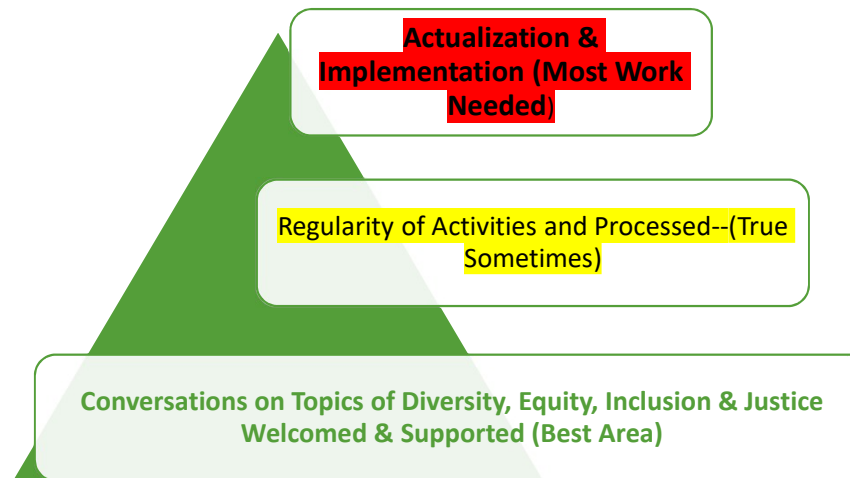 Actualization &
Implementation (Most Work
Needed)
Regularity of Activities and Processed--(True
Sometimes)
Conversations on Topics of Diversity, Equity, Inclusion & Justice
Welcomed & Supported (Best Area)